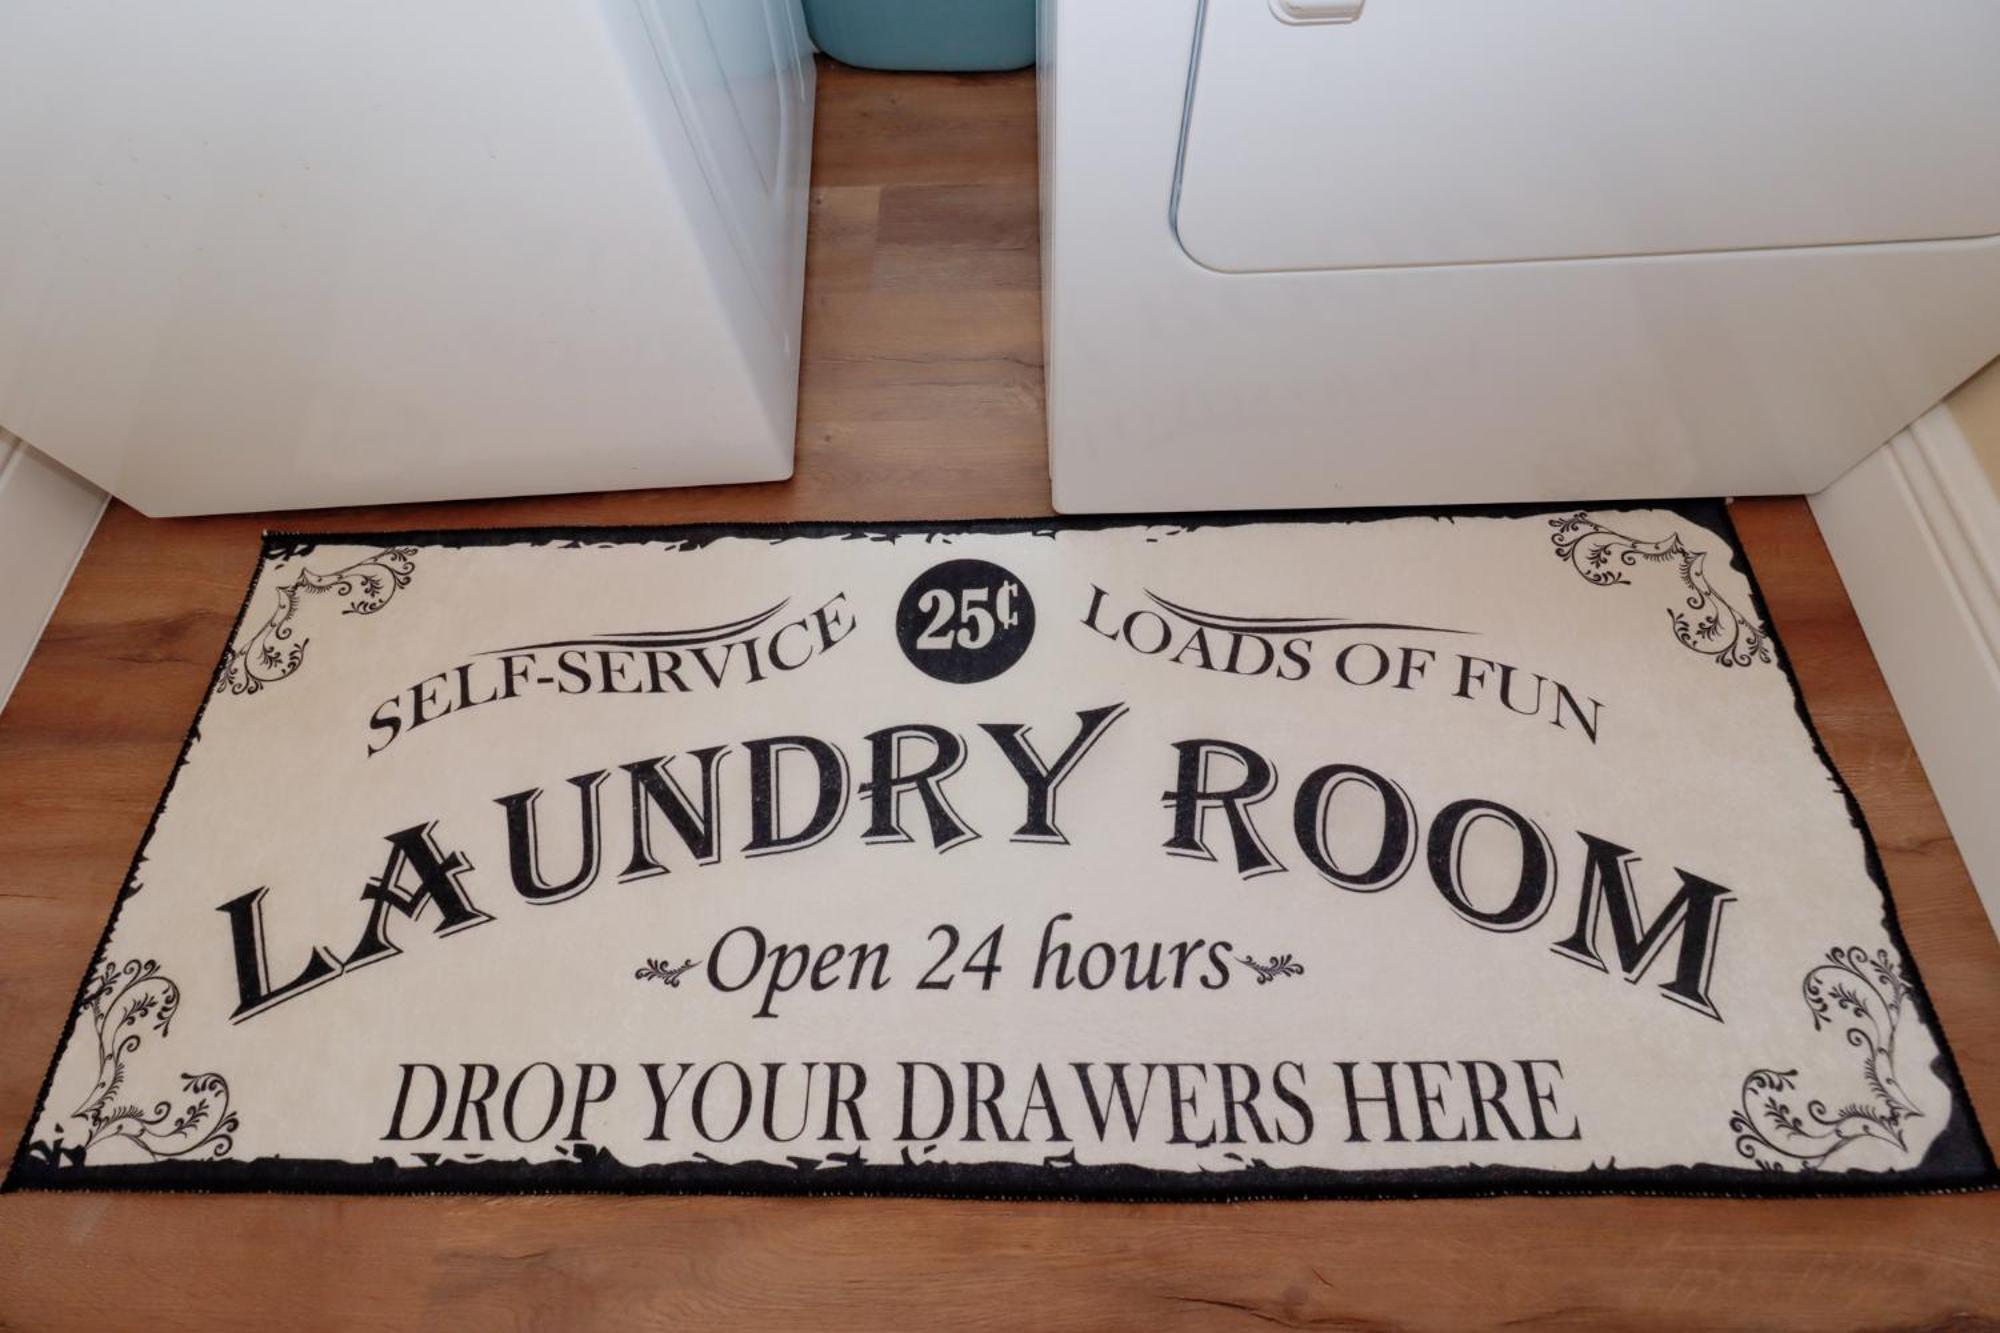 SELF-SERVICE 25¢ LOADS OF FUN
LAUNDRY ROOM
Open 24 hours
DROP YOUR DRAWERS HERE